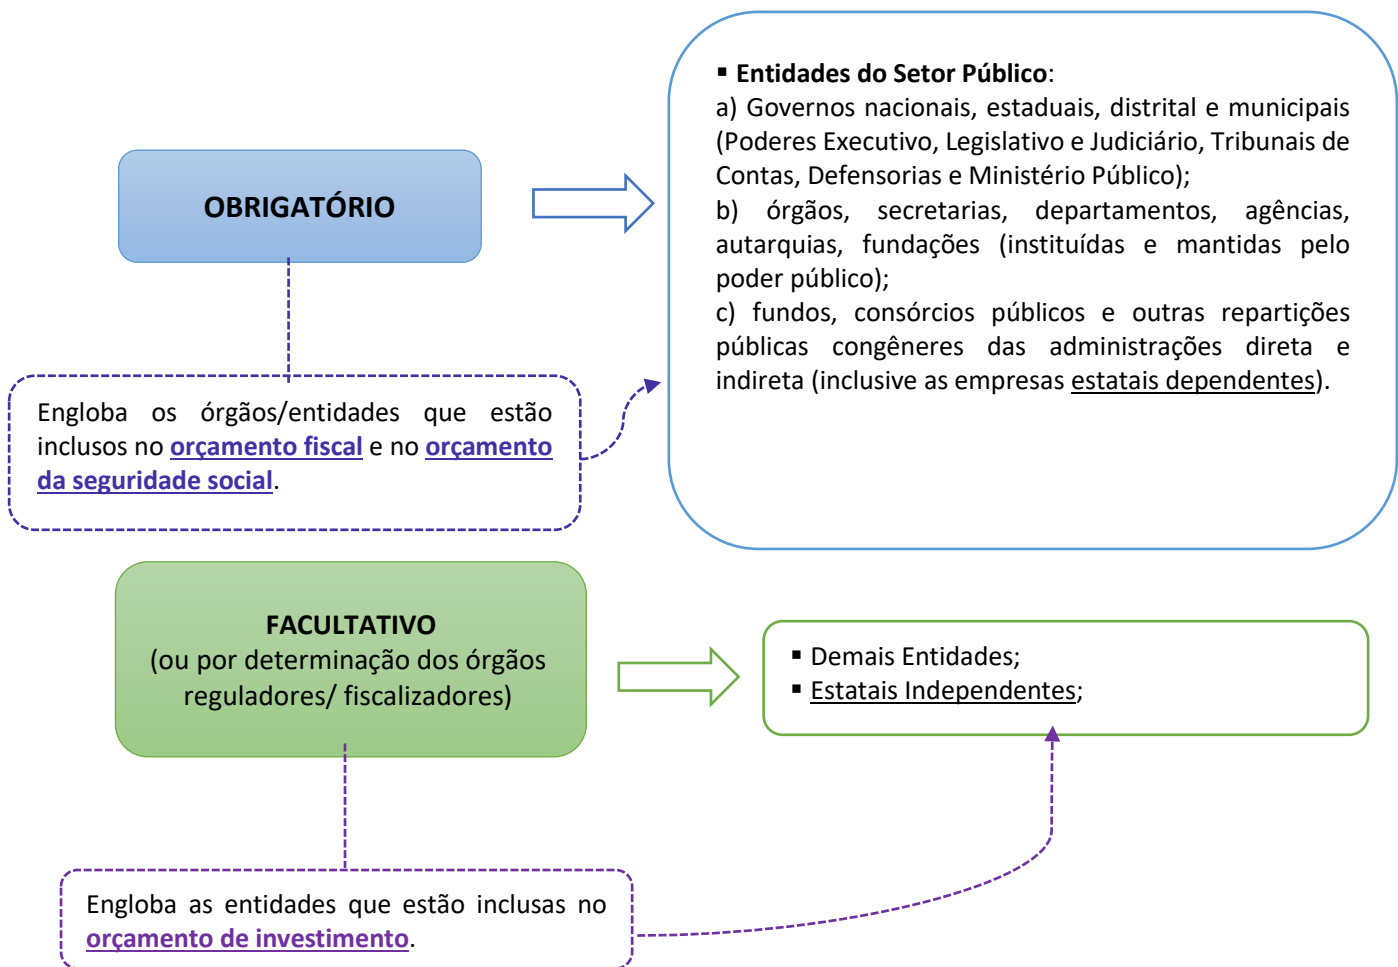 OBRIGATÓRIO
▪ Entidades do Setor Público:
a) Governos nacionais, estaduais, distrital e municipais
(Poderes Executivo, Legislativo e Judiciário, Tribunais de
Contas, Defensorias e Ministério Público);
b) órgãos, secretarias, departamentos, agências,
autarquias, fundações (instituídas e mantidas pelo
poder público);
c) fundos, consórcios públicos e outras repartições
públicas congêneres das administrações direta e
indireta (inclusive as empresas estatais dependentes).
Engloba os órgãos/entidades que estão
inclusos no orçamento fiscal e no orçamento
da seguridade social.
FACULTATIVO
(ou por determinação dos órgãos
reguladores/ fiscalizadores)
▪ Demais Entidades;
▪ Estatais Independentes;
Engloba as entidades que estão inclusas no
orçamento de investimento.